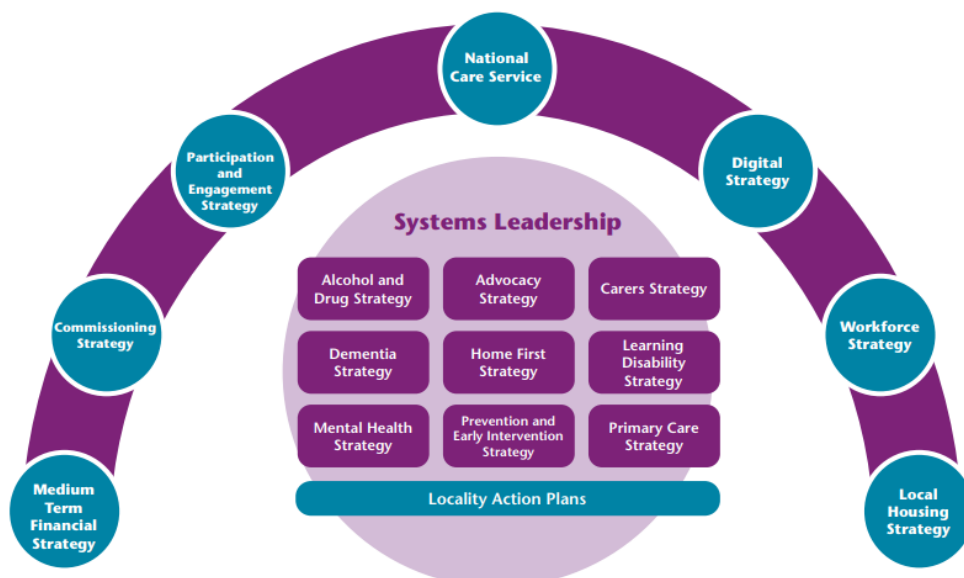 National
Care Service
Participation
and
Engagement
Strategy
Digital
Strategy
Commissioning
Strategy
Workforce
Strategy
Medium
Term
Financial
Strategy
Local
Housing
Strategy
Systems Leadership
Alcohol and
Drug Strategy
Advocacy
Strategy
Carers Strategy
Dementia
Strategy
Home First
Strategy
Learning
Disability
Strategy
Mental Health
Strategy
Prevention and
Early Intervention
Strategy
Primary Care
Strategy
Locality Action Plans